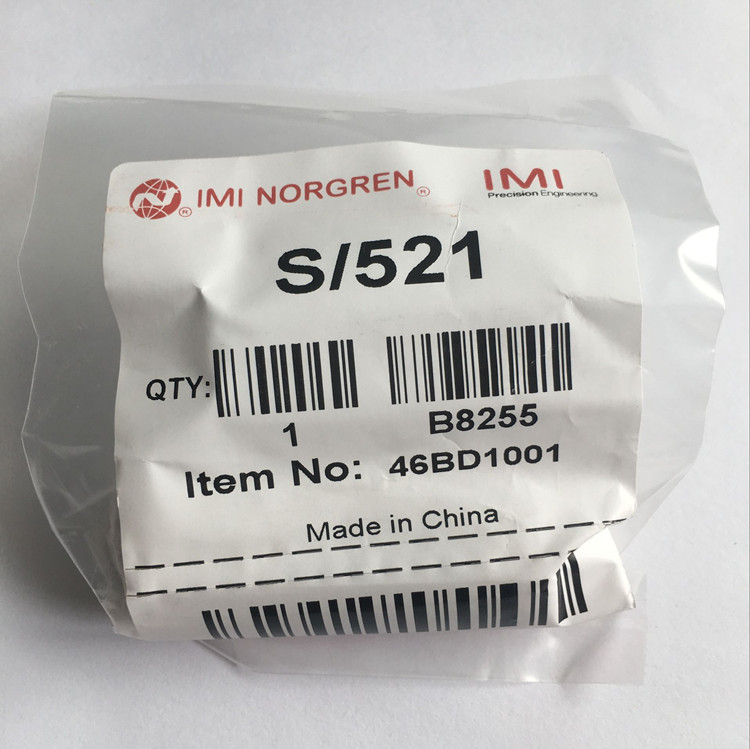 IMI NORGREN®
IMI
Precision Engineering
S/521
QTY:
1
B8255
Item No: 46BD1001
Made in China